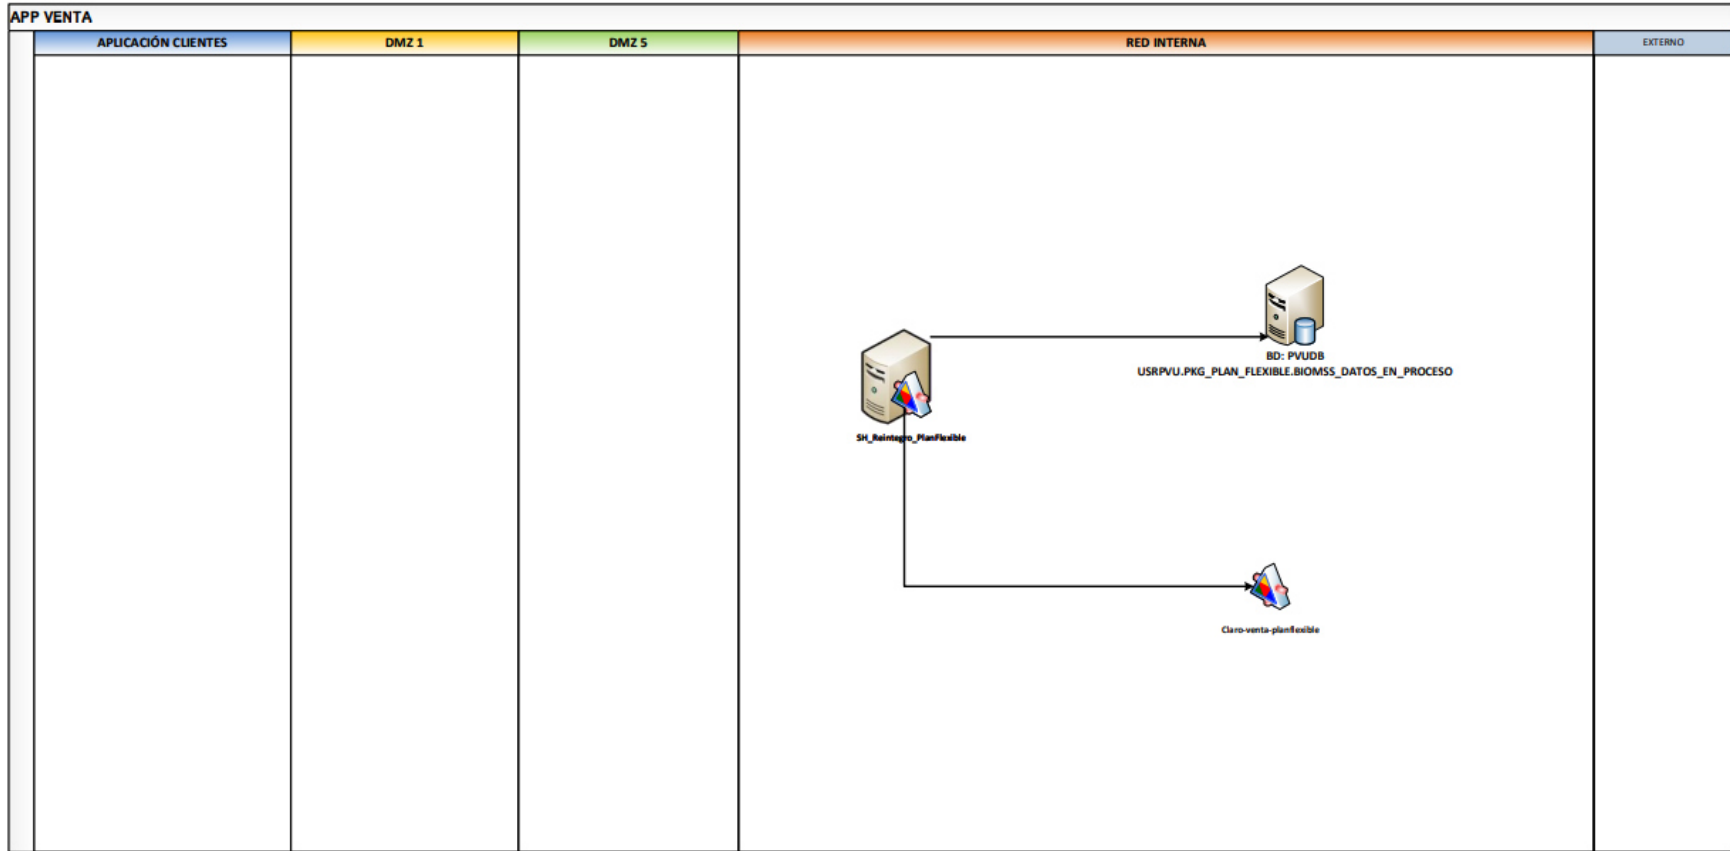 APP VENTA
APLICACIÓN CLIENTES
DMZ 1
DMZ 5
RED INTERNA
EXTERNO
BD: PVUDB
USRPVU.PKG_PLAN_FLEXIBLE.BIOMSS_DATOS_EN_PROCESO
SH_Reintegro_PlanFlexible
Claro-venta-planflexible